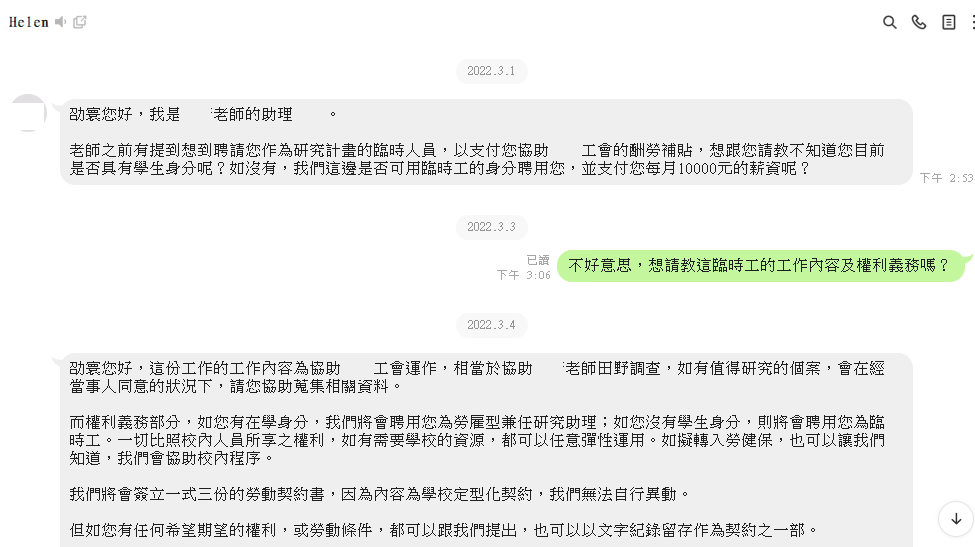 Helen
2022.3.1
劭寰您好，我是 老師的助理 。
老師之前有提到想到聘請您作為研究計畫的臨時人員，以支付您協助 工會的酬勞補貼，想跟您請教不知道您目前
是否具有學生身分呢？如沒有，我們這邊是否可用臨時工的身分聘用您，並支付您每月10000元的薪資呢？
下午 2:53
2022.3.3
已讀
下午 3:06
不好意思，想請教這臨時工的工作內容及權利義務嗎？
2022.3.4
劭寰您好，這份工作的工作內容為協助 工會運作，相當於協助 老師田野調查，如有值得研究的個案，會在經
當事人同意的狀況下，請您協助蒐集相關資料。
而權利義務部分，如您有在學身分，我們將會聘用您為勞雇型兼任研究助理；如您沒有學生身分，則將會聘用您為臨
時工。一切比照校內人員所享之權利，如有需要學校的資源，都可以任意彈性運用。如擬轉入勞健保，也可以讓我們
知道，我們會協助校內程序。
我們將會簽立一式三份的勞動契約書，因為內容為學校定型化契約，我們無法自行異動。
但如您有任何希望期望的權利，或勞動條件，都可以跟我們提出，也可以以文字紀錄留存作為契約之一部。